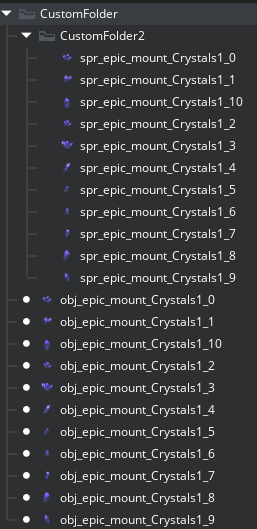 CustomFolder
CustomFolder2
spr_epic_mount_Crystals1_0
spr_epic_mount_Crystals1_1
spr_epic_mount_Crystals1_10
spr_epic_mount_Crystals1_2
spr_epic_mount_Crystals1_3
spr_epic_mount_Crystals1_4
spr_epic_mount_Crystals1_5
spr_epic_mount_Crystals1_6
spr_epic_mount_Crystals1_7
spr_epic_mount_Crystals1_8
spr_epic_mount_Crystals1_9
obj_epic_mount_Crystals1_0
obj_epic_mount_Crystals1_1
obj_epic_mount_Crystals1_10
obj_epic_mount_Crystals1_2
obj_epic_mount_Crystals1_3
obj_epic_mount_Crystals1_4
obj_epic_mount_Crystals1_5
obj_epic_mount_Crystals1_6
obj_epic_mount_Crystals1_7
obj_epic_mount_Crystals1_8
obj_epic_mount_Crystals1_9